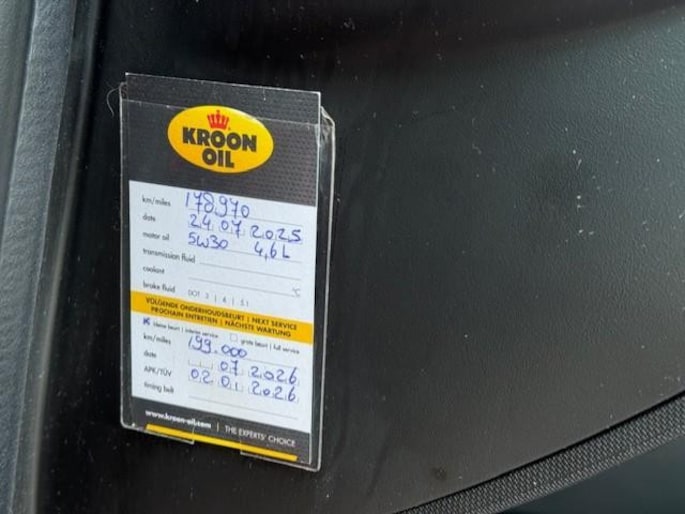 KROON
OIL
km/miles 178970
date 24.07.2025
motor oil 5W30 4,6L
transmission fluid
coolant
brake fluid DOT 3 | 4 | 5.1
VOLGENDE ONDERHOUDSBEURT | NEXT SERVICE
PROCHAIN ENTRETIEN | NÄCHSTE WARTUNG
kleine beurt | interim service grote beurt | full service
km/miles 199.000
date 07.2026
APK/TÜV 02.01.2026
timing belt
www.kroon-oil.com | THE EXPERTS' CHOICE